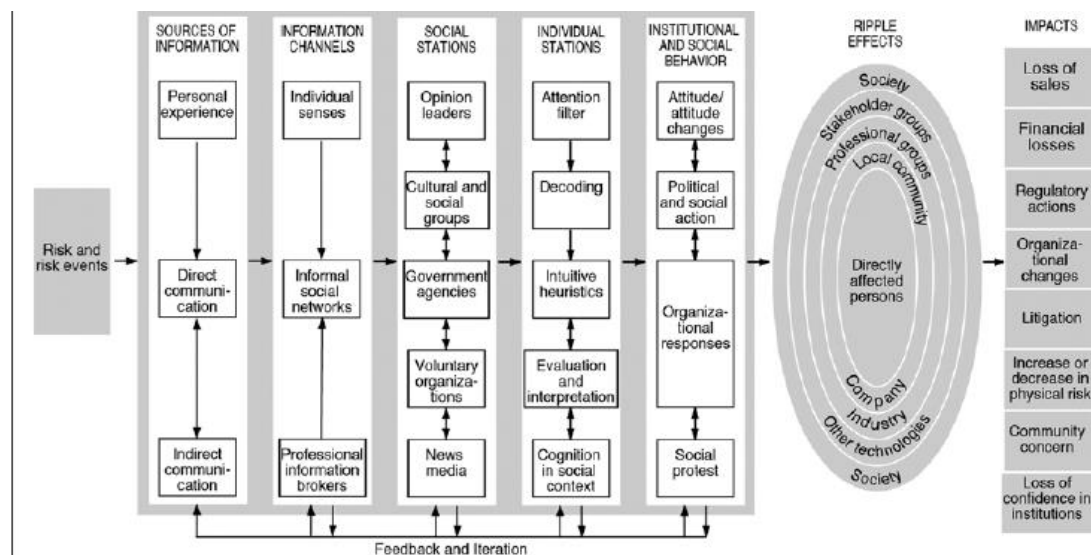 SOURCES OF
INFORMATION
INFORMATION
CHANNELS
SOCIAL
STATIONS
INDIVIDUAL
STATIONS
INSTITUTIONAL
AND SOCIAL
BEHAVIOR
RIPPLE
EFFECTS
IMPACTS
Risk and
risk events
Personal
experience
Direct
communi-
cation
Indirect
communi-
cation
Individual
senses
Informal
social
networks
Professional
information
brokers
Opinion
leaders
Cultural and
social
groups
Government
agencies
Voluntary
organiza-
tions
News
media
Attention
filter
Decoding
Intuitive
heuristics
Evaluation
and
interpretation
Cognition
in social
context
Attitude/
attitude
changes
Political
and social
action
Organiza-
tional
responses
Social
protest
Society
Stakeholder groups
Professional groups
Local community
Directly
affected
persons
Company
Industry
Other technologies
Society
Loss of
sales
Financial
losses
Regulatory
actions
Organiza-
tional
changes
Litigation
Increase or
decrease in
physical risk
Community
concern
Loss of
confidence in
institutions
Feedback and Iteration